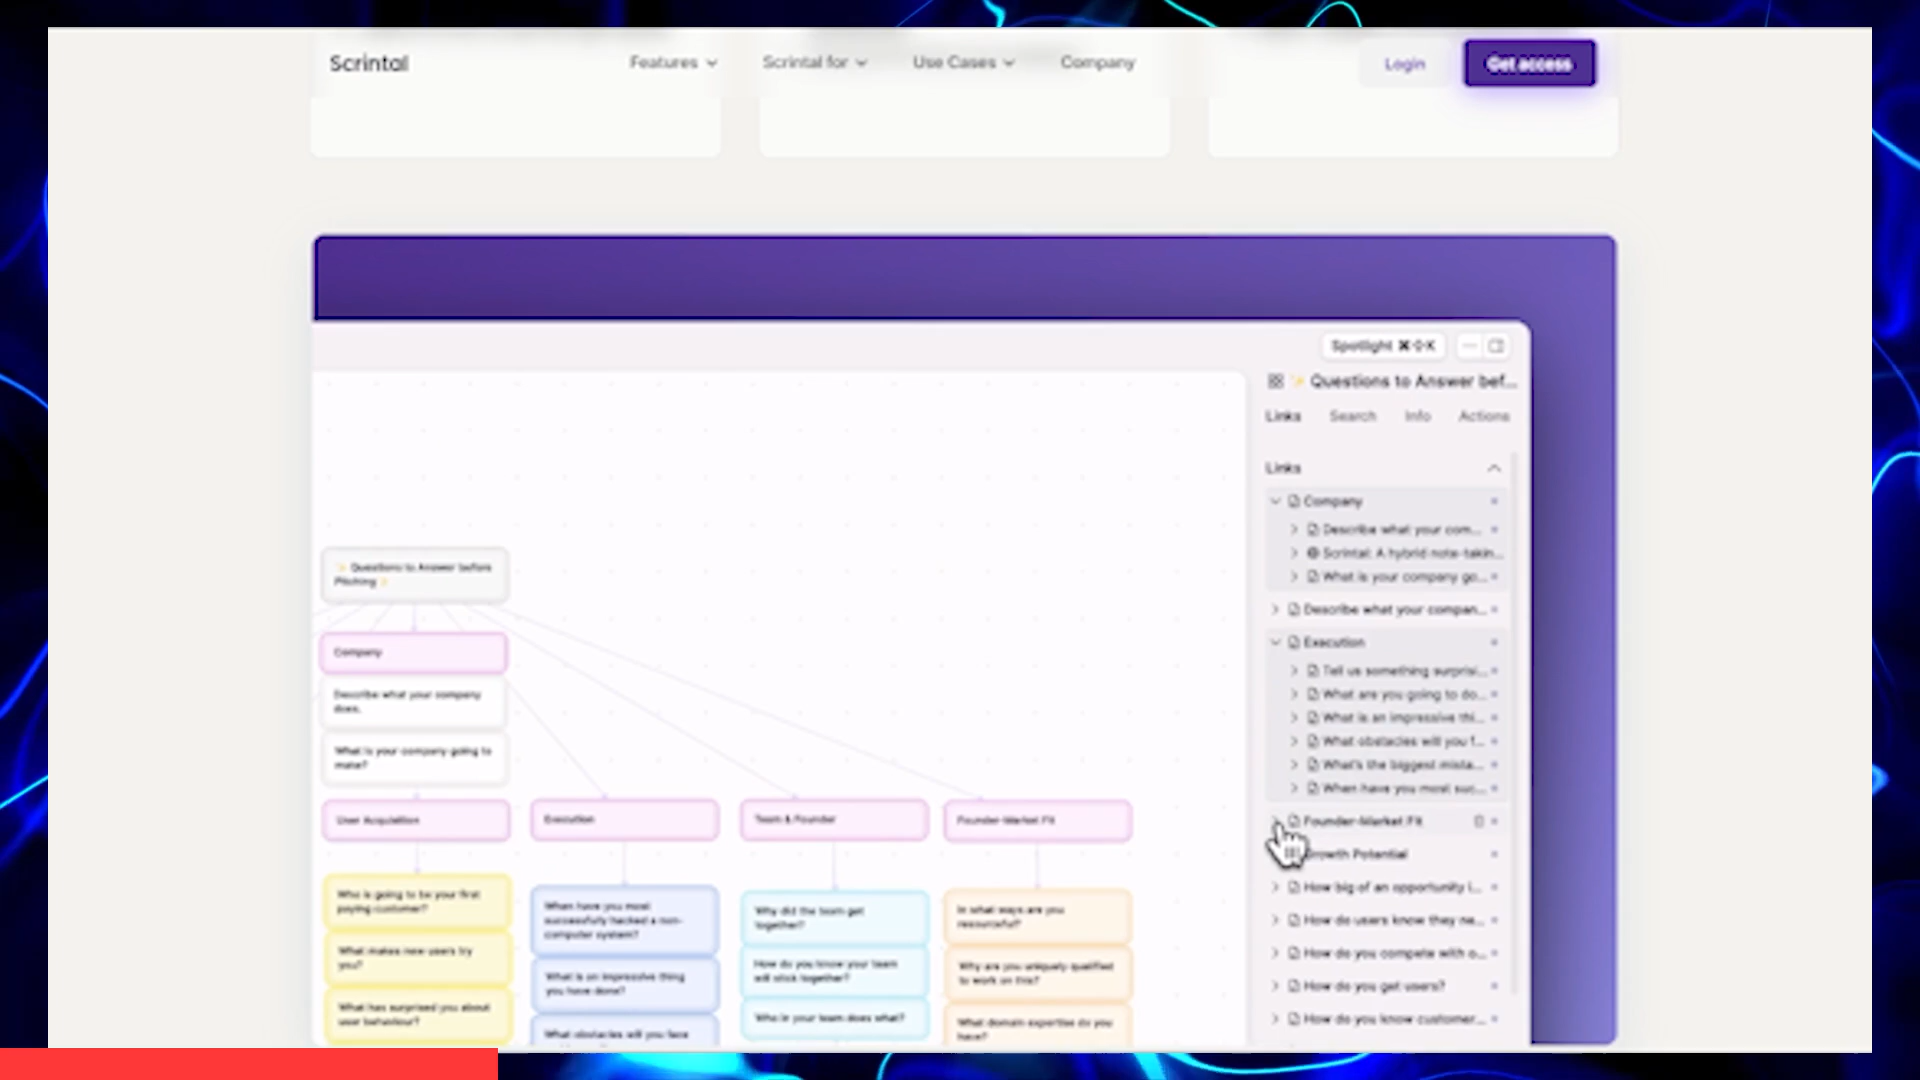 Scrintal
Features
Scrintal for
Use Cases
Company
Login
Get access
Spotlight ⌘⇧K
Questions to Answer bef...
Links
Search
Info
Actions
Links
Company
Describe what your com...
Scrintal: A hybrid note-takin...
What is your company go...
Describe what your compan...
Execution
Tell us something surprisi...
What are you going to do...
What is an impressive thi...
What obstacles will you f...
What's the biggest mista...
When have you most suc...
Founder-Market Fit
Growth Potential
How big of an opportunity i...
How do users know they ne...
How do you compete with o...
How do you get users?
How do you know customer...
Questions to Answer before
Pitching
Company
Describe what your company
does.
What is your company going to
make?
User Acquisition
Execution
Team & Founder
Founder-Market Fit
Who is going to be your first
paying customer?
What makes new users try
you?
What has surprised you about
user behaviour?
When have you most
successfully hacked a non-
computer system?
What is an impressive thing
you have done?
What obstacles will you face
Why did the team get
together?
How do you know your team
will stick together?
Who in your team does what?
In what ways are you
resourceful?
Why are you uniquely qualified
to work on this?
What domain expertise do you
have?